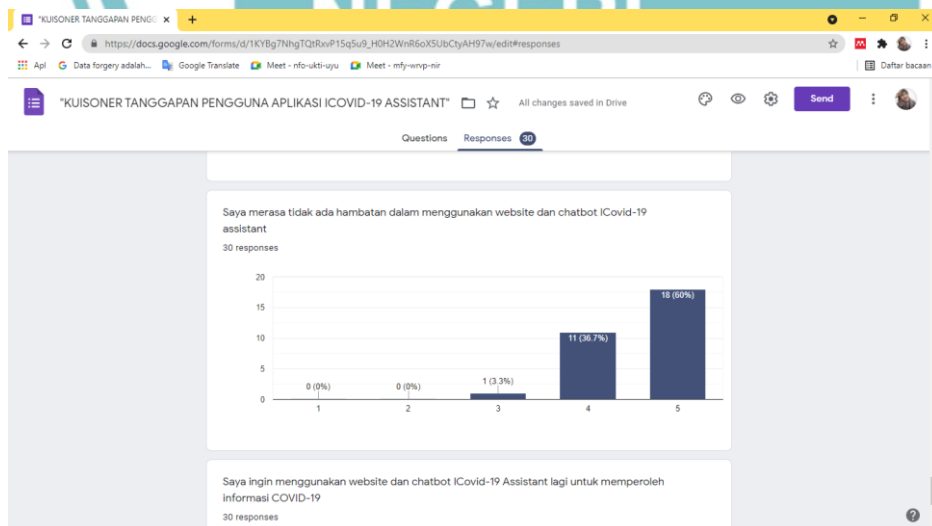 "KUISONER TANGGAPAN PENGG
https://docs.google.com/forms/d/1KYBg7NhgTQtRxvP15q5u9_H0H2WnR6oX5UbCtyAH97w/edit#responses
Apl Data forgery adalah... Google Translate Meet - nfo-ukti-uyu Meet - mfy-wrvp-nir Daftar bacaan
"KUISONER TANGGAPAN PENGGUNA APLIKASI ICOVID-19 ASSISTANT" All changes saved in Drive Send
Questions Responses 30
Saya merasa tidak ada hambatan dalam menggunakan website dan chatbot ICovid-19
assistant
30 responses
20
15
10
5
0
0 (0%) 0 (0%) 1 (3.3%) 11 (36.7%) 18 (60%)
1 2 3 4 5
Saya ingin menggunakan website dan chatbot ICovid-19 Assistant lagi untuk memperoleh
informasi COVID-19
30 responses